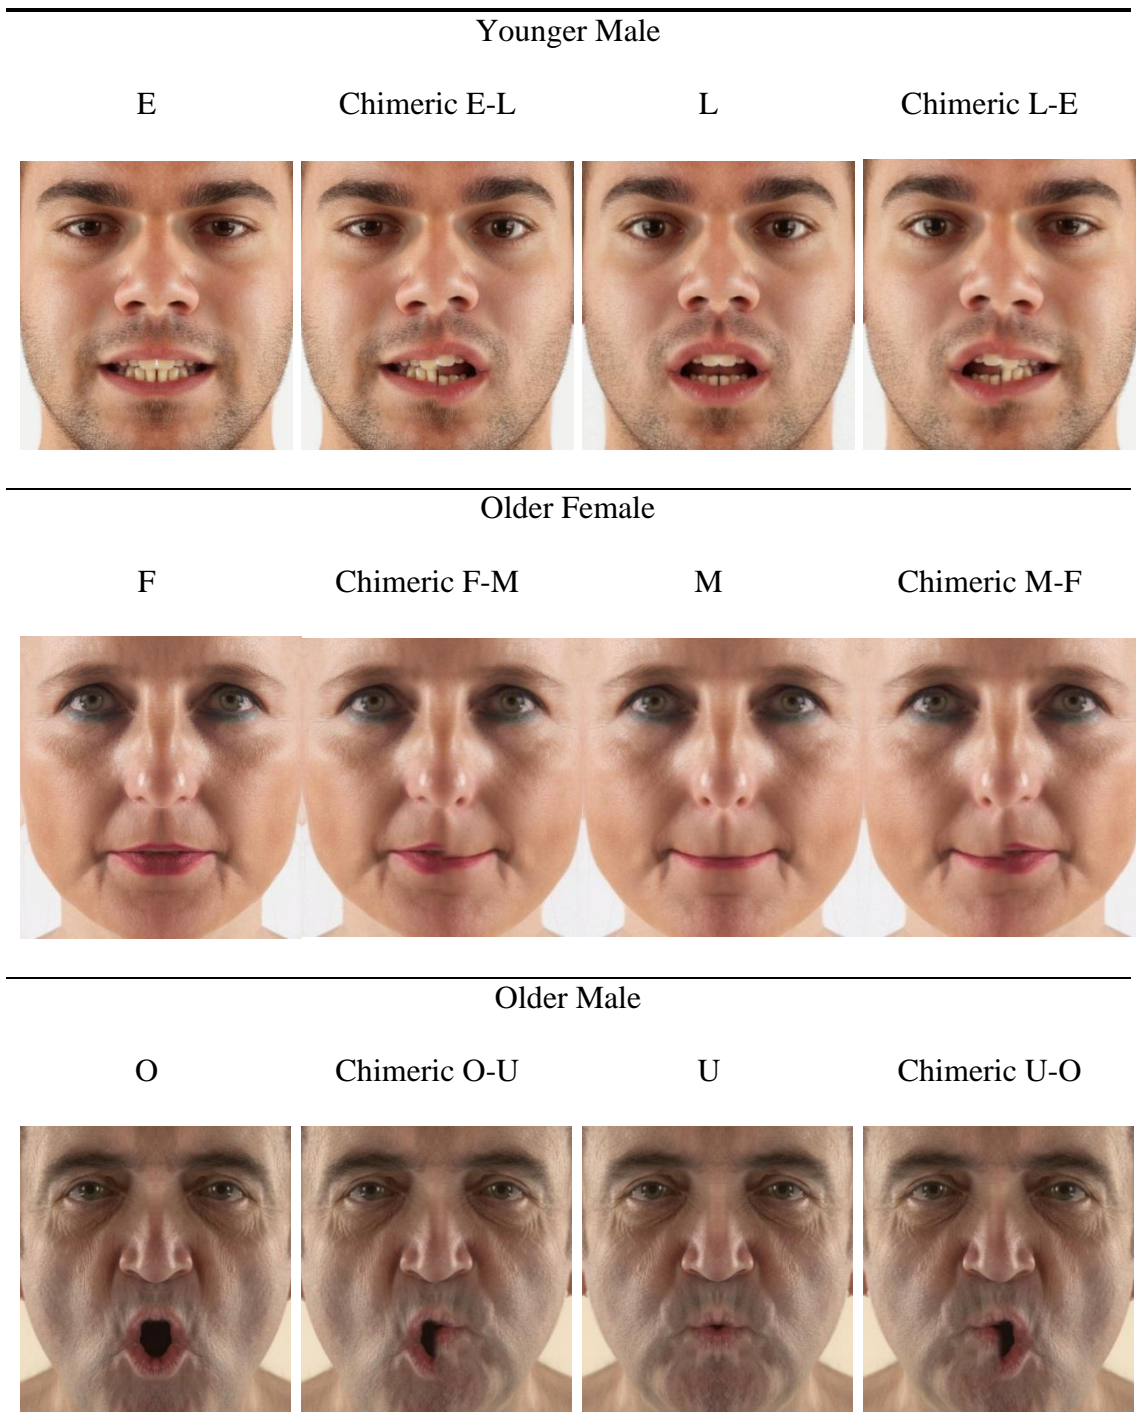 Younger Male
E Chimeric E-L L Chimeric L-E
Older Female
F Chimeric F-M M Chimeric M-F
Older Male
O Chimeric O-U U Chimeric U-O